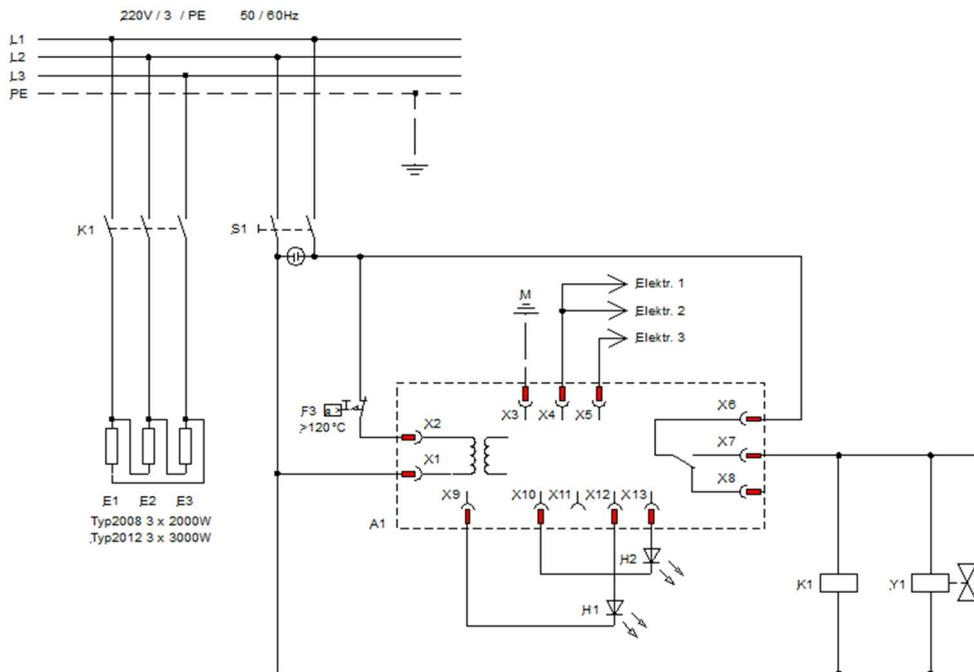 220V / 3 / PE 50 / 60Hz
L1
L2
L3
PE
K1
S1
Elektr. 1
M
Elektr. 2
Elektr. 3
F3
>120°C
X3 X4 X5
X6
X2
X7
X1
X8
X9 X10 X11 X12 X13
E1 E2 E3
Typ2008 3 x 2000W
Typ2012 3 x 3000W
A1
H2
K1 Y1
H1